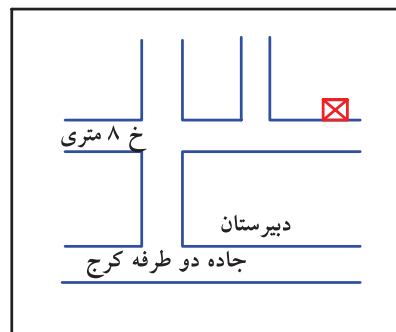 خ ۸ متری
دبیرستان
جاده دو طرفه کرج